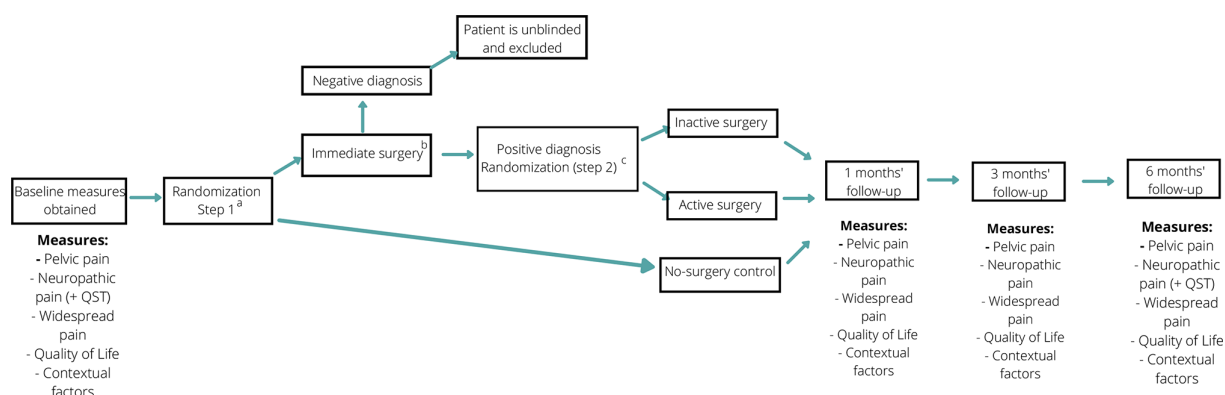 Patient is unblinded
and excluded
Negative diagnosis
Immediate surgery b
Positive diagnosis
Randomization (step 2) c
Inactive surgery
Active surgery
No-surgery control
Baseline measures
obtained
Randomization
Step 1 a
1 months'
follow-up
3 months'
follow-up
6 months'
follow-up
Measures:
- Pelvic pain
- Neuropathic
pain (+ QST)
- Widespread
pain
- Quality of Life
- Contextual
factors
Measures:
- Pelvic pain
- Neuropathic
pain
- Widespread
pain
- Quality of Life
- Contextual
factors
Measures:
- Pelvic pain
- Neuropathic
pain
- Widespread
pain
- Quality of Life
- Contextual
factors
Measures:
- Pelvic pain
- Neuropathic
pain (+ QST)
- Widespread
pain
- Quality of Life
- Contextual
factors